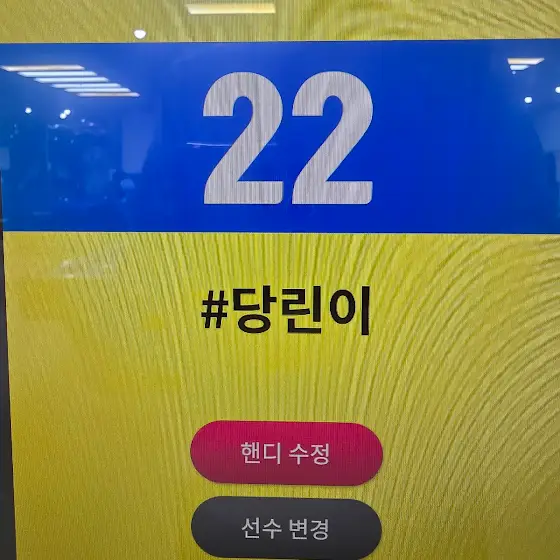 22
#당린이
핸디 수정
선수 변경